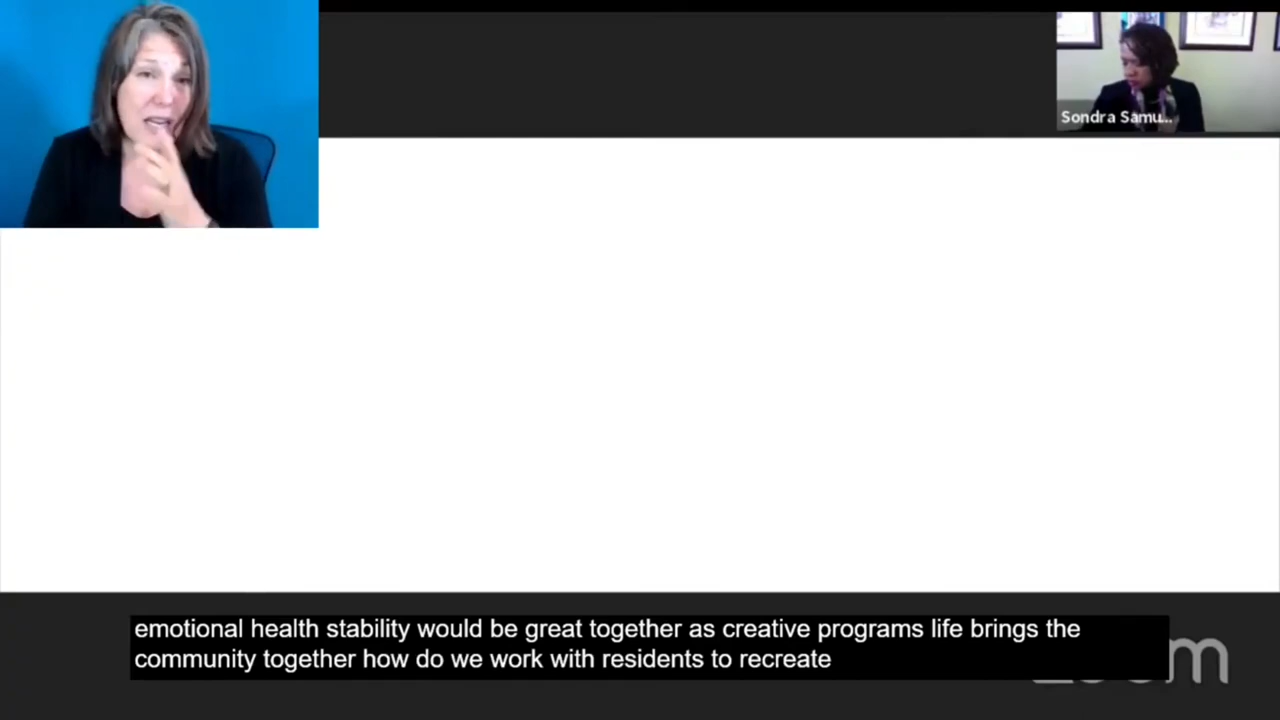 Sondra Samu...
emotional health stability would be great together as creative programs life brings the
community together how do we work with residents to recreate